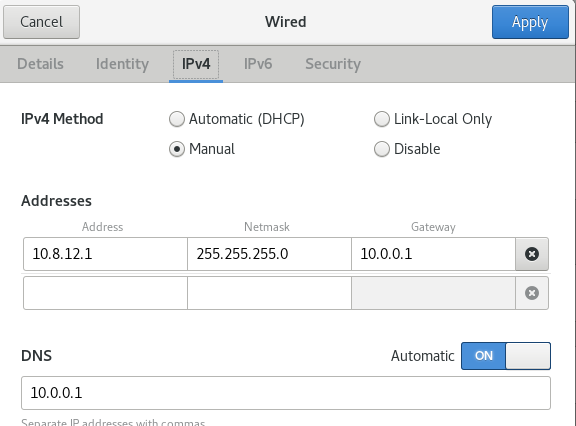 Cancel Wired Apply
Details Identity IPv4 IPv6 Security
IPv4 Method Automatic (DHCP) Link-Local Only
Manual Disable
Addresses
Address Netmask Gateway
10.8.12.1 255.255.255.0 10.0.0.1
DNS Automatic ON
10.0.0.1
Separate IP addresses with commas